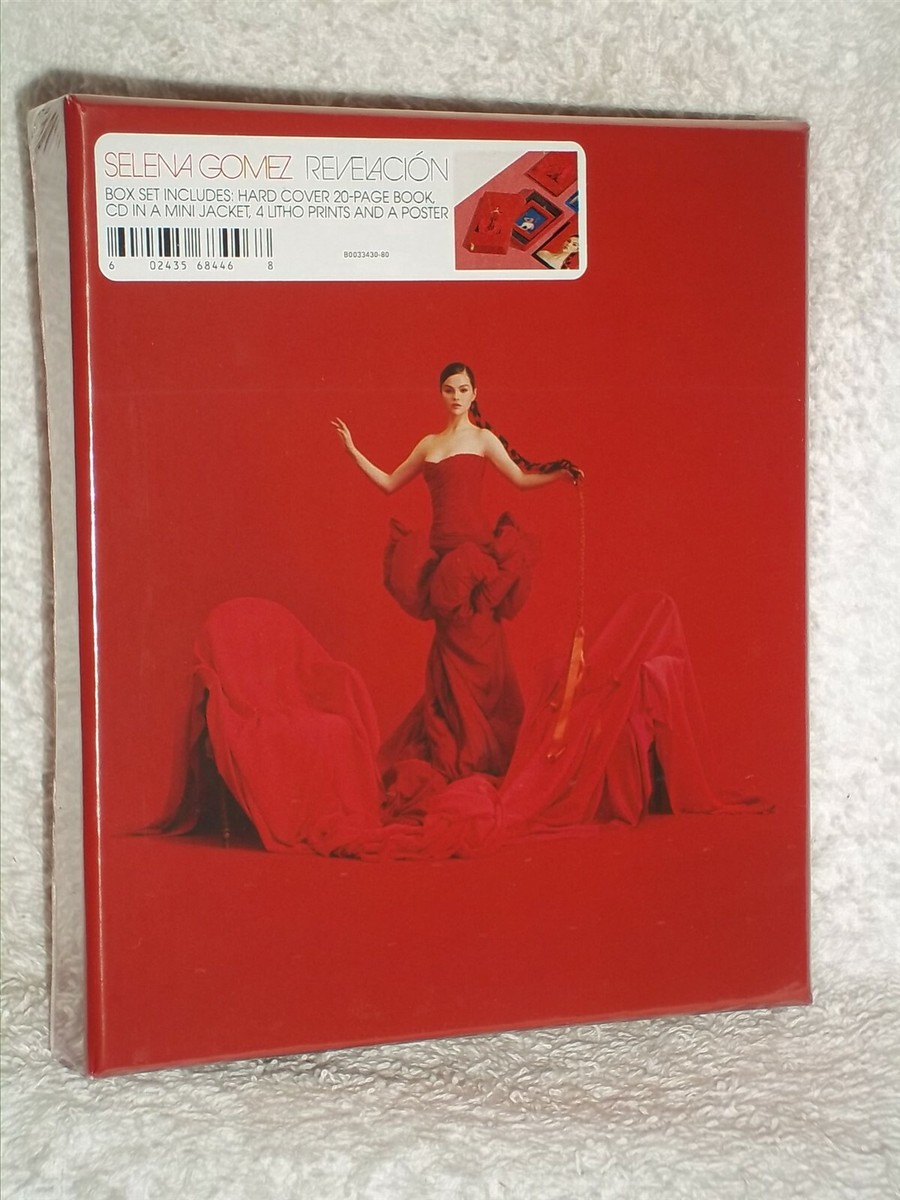 SELENA GOMEZ REVELACIÓN
BOX SET INCLUDES: HARD COVER 20-PAGE BOOK,
CD IN A MINI JACKET, 4 LITHO PRINTS AND A POSTER
6 02435 68446 8
B0033430-80